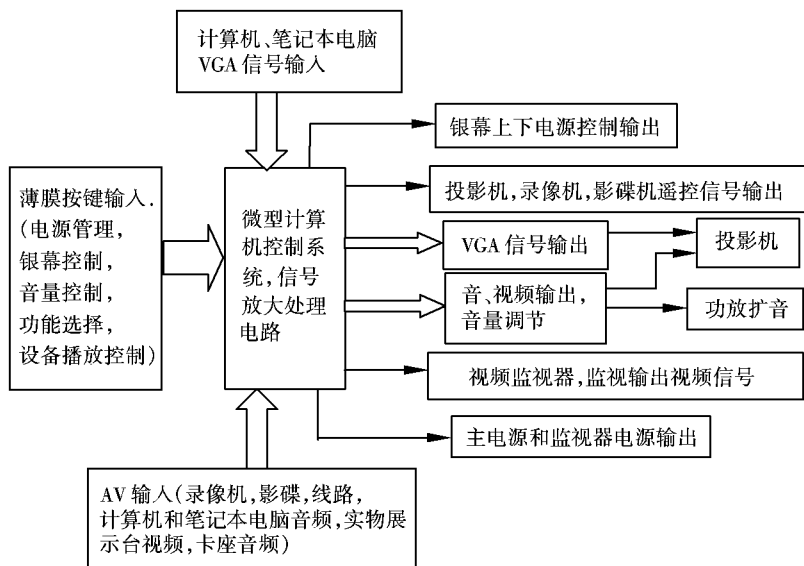 计算机、笔记本电脑
VGA 信号输入
银幕上下电源控制输出
薄膜按键输入.
(电源管理,
银幕控制,
音量控制,
功能选择,
设备播放控制)
微型计算
机控制系
统,信号
放大处理
电路
投影机,录像机,影碟机遥控信号输出
VGA 信号输出
投影机
音、视频输出,
音量调节
功放扩音
视频监视器,监视输出视频信号
主电源和监视器电源输出
AV 输入(录像机,影碟,线路,
计算机和笔记本电脑音频,实物展
示台视频,卡座音频)